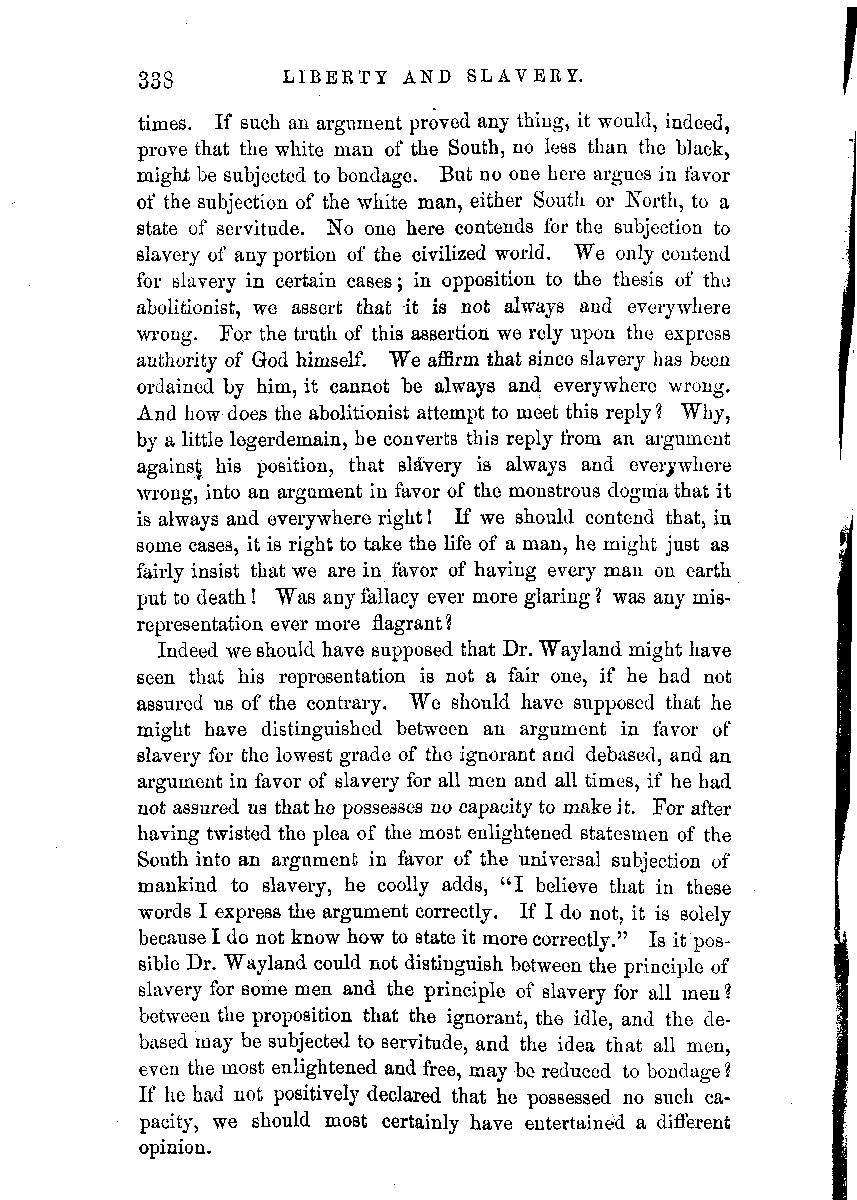 338 LIBERTY AND SLAVERY.
times. If such an argument proved any thing, it would, indeed,
prove that the white man of the South, no less than the black,
might be subjected to bondage. But no one here argues in favor
of the subjection of the white man, either South or North, to a
state of servitude. No one here contends for the subjection to
slavery of any portion of the civilized world. We only contend
for slavery in certain cases; in opposition to the thesis of the
abolitionist, we assert that it is not always and everywhere
wrong. For the truth of this assertion we rely upon the express
authority of God himself. We affirm that since slavery has been
ordained by him, it cannot be always and everywhere wrong.
And how does the abolitionist attempt to meet this reply? Why,
by a little legerdemain, he converts this reply from an argument
against his position, that slavery is always and everywhere
wrong, into an argument in favor of the monstrous dogma that it
is always and everywhere right! If we should contend that, in
some cases, it is right to take the life of a man, he might just as
fairly insist that we are in favor of having every man on earth
put to death! Was any fallacy ever more glaring? was any mis-
representation ever more flagrant?
Indeed we should have supposed that Dr. Wayland might have
seen that his representation is not a fair one, if he had not
assured us of the contrary. We should have supposed that he
might have distinguished between an argument in favor of
slavery for the lowest grade of the ignorant and debased, and an
argument in favor of slavery for all men and all times, if he had
not assured us that he possesses no capacity to make it. For after
having twisted the plea of the most enlightened statesmen of the
South into an argument in favor of the universal subjection of
mankind to slavery, he coolly adds, "I believe that in these
words I express the argument correctly. If I do not, it is solely
because I do not know how to state it more correctly." Is it pos-
sible Dr. Wayland could not distinguish between the principle of
slavery for some men and the principle of slavery for all men?
between the proposition that the ignorant, the idle, and the de-
based may be subjected to servitude, and the idea that all men,
even the most enlightened and free, may be reduced to bondage?
If he had not positively declared that he possessed no such ca-
pacity, we should most certainly have entertained a different
opinion.